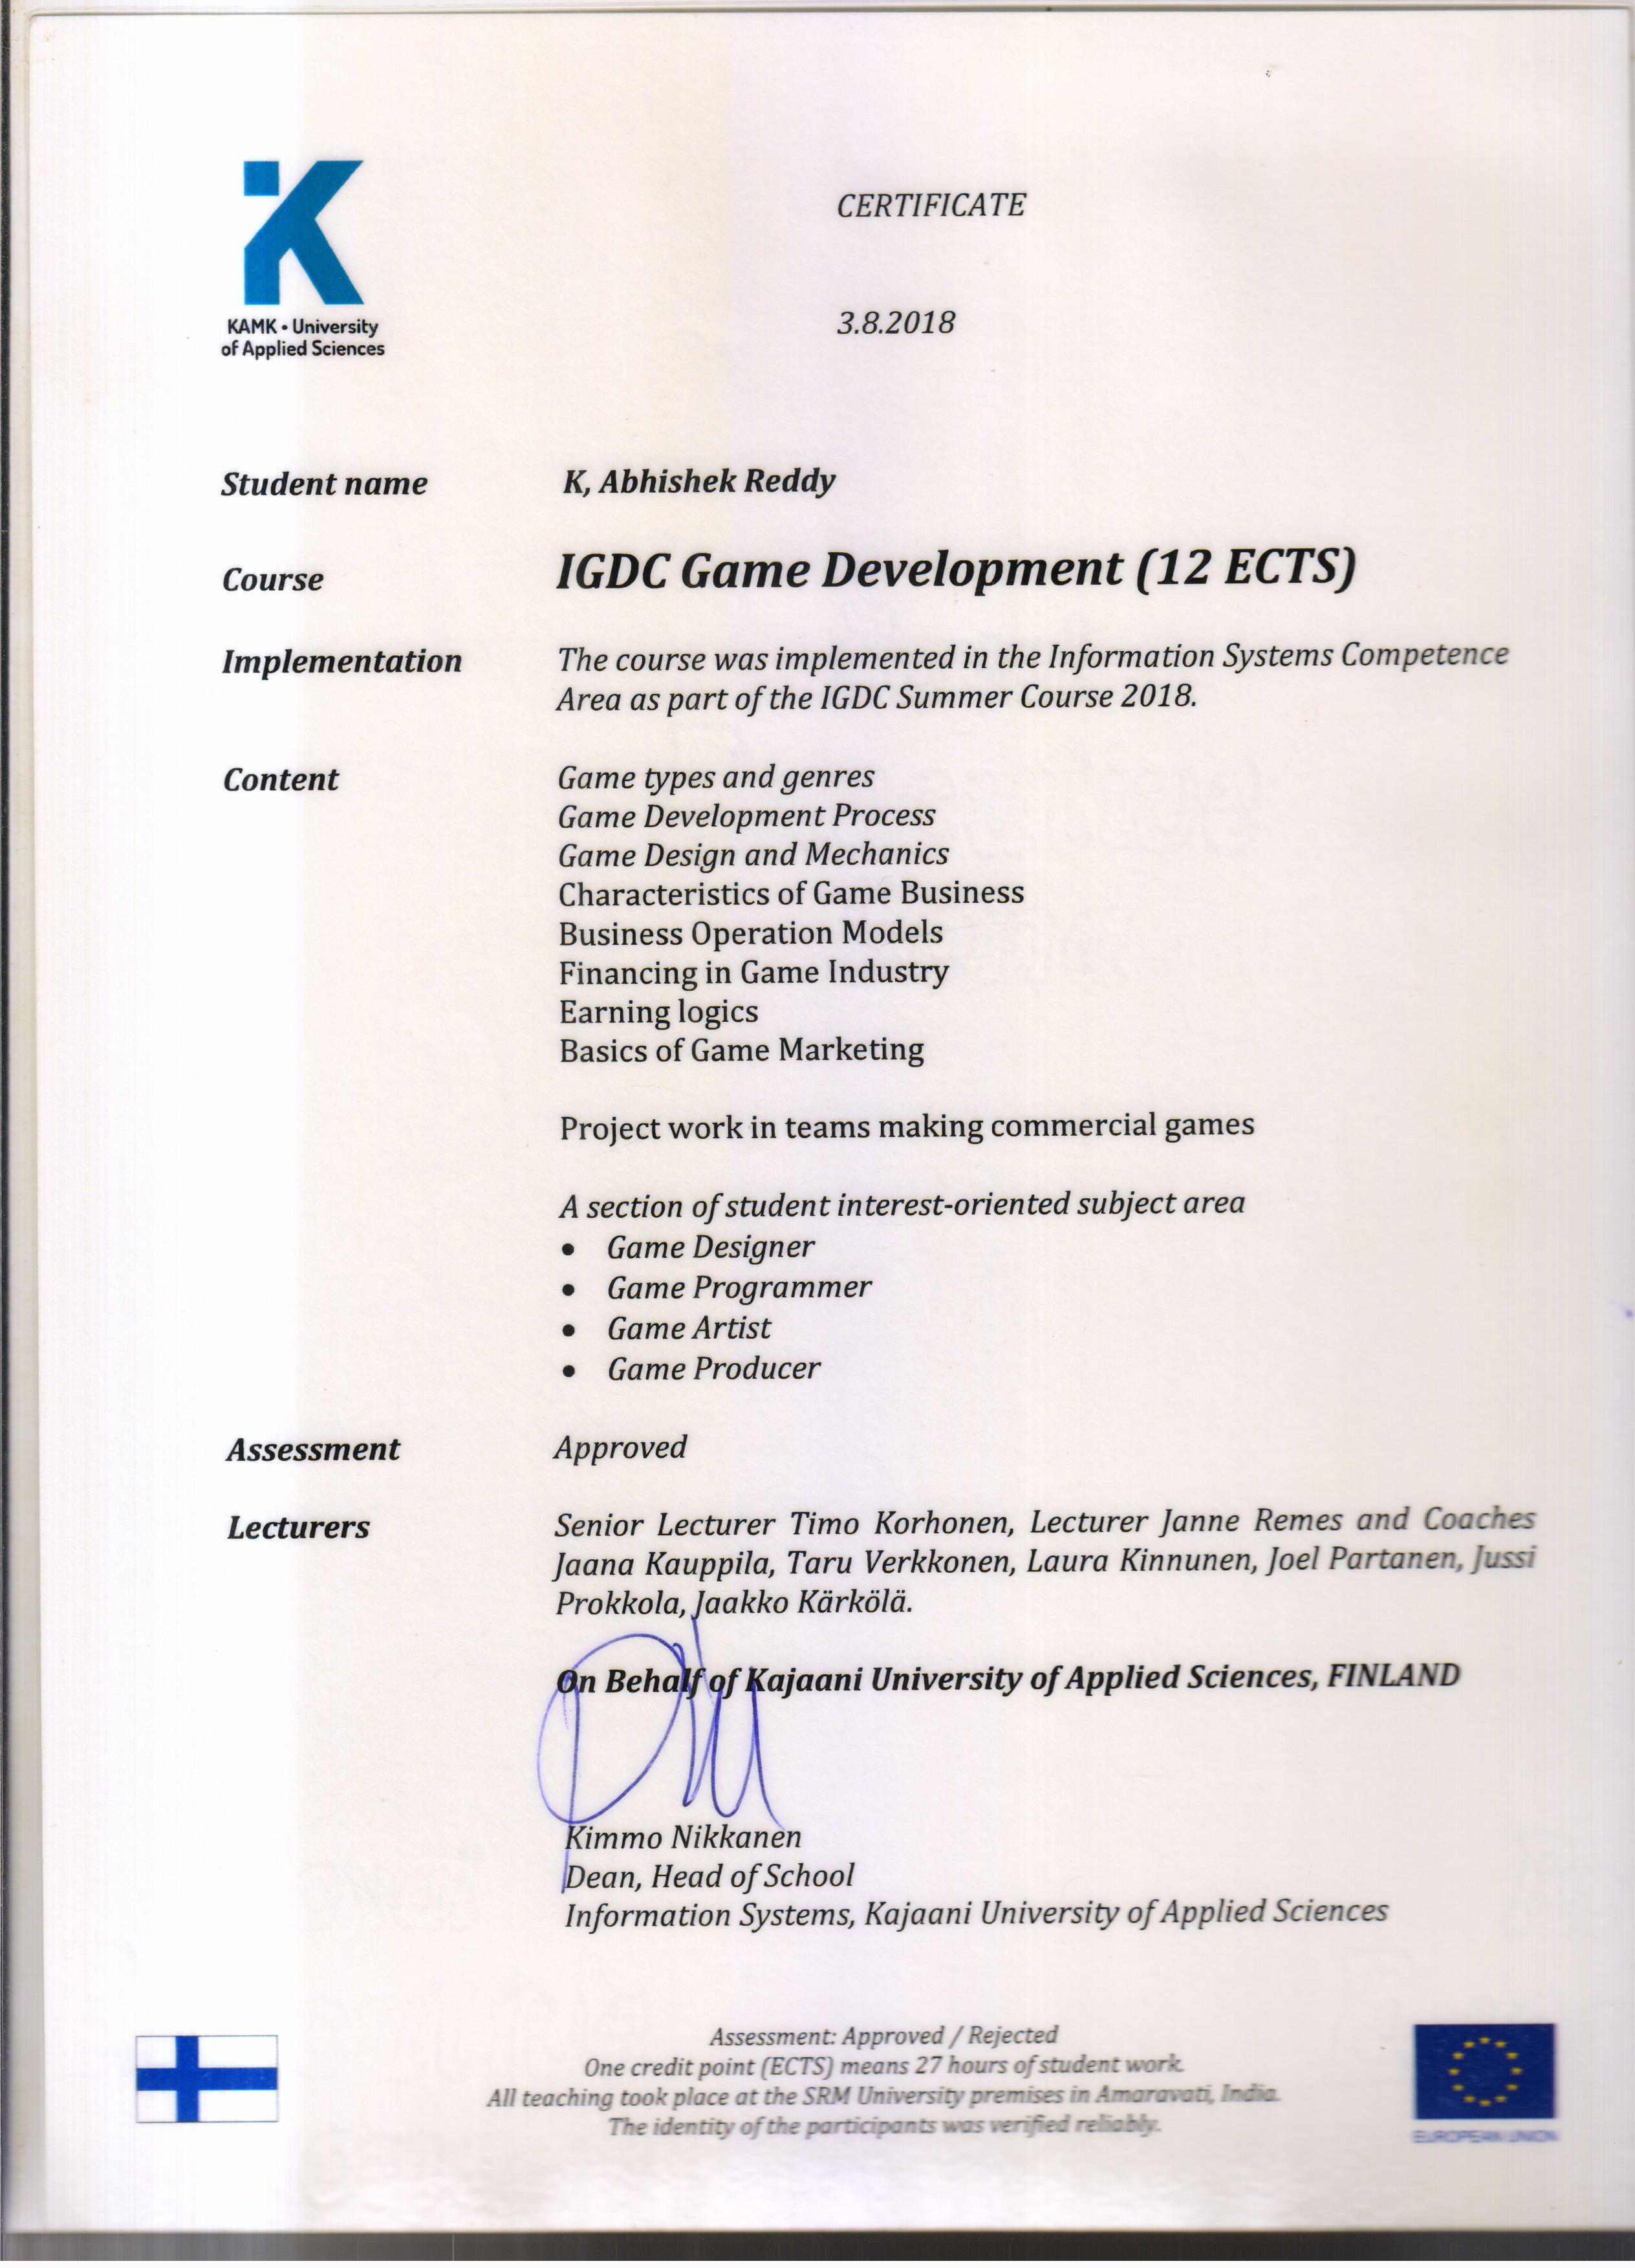 KAMK • University
of Applied Sciences
CERTIFICATE
3.8.2018
Student name K, Abhishek Reddy
Course IGDC Game Development (12 ECTS)
Implementation The course was implemented in the Information Systems Competence
Area as part of the IGDC Summer Course 2018.
Content Game types and genres
Game Development Process
Game Design and Mechanics
Characteristics of Game Business
Business Operation Models
Financing in Game Industry
Earning logics
Basics of Game Marketing
Project work in teams making commercial games
A section of student interest-oriented subject area
• Game Designer
• Game Programmer
• Game Artist
• Game Producer
Assessment Approved
Lecturers Senior Lecturer Timo Korhonen, Lecturer Janne Remes and Coaches
Jaana Kauppila, Taru Verkkonen, Laura Kinnunen, Joel Partanen, Jussi
Prokkola, Jaakko Kärkölä.
On Behalf of Kajaani University of Applied Sciences, FINLAND
Kimmo Nikkanen
Dean, Head of School
Information Systems, Kajaani University of Applied Sciences
Assessment: Approved / Rejected
One credit point (ECTS) means 27 hours of student work.
All teaching took place at the SRM University premises in Amaravati, India.
The identity of the participants was verified reliably.
EUROPEAN UNION